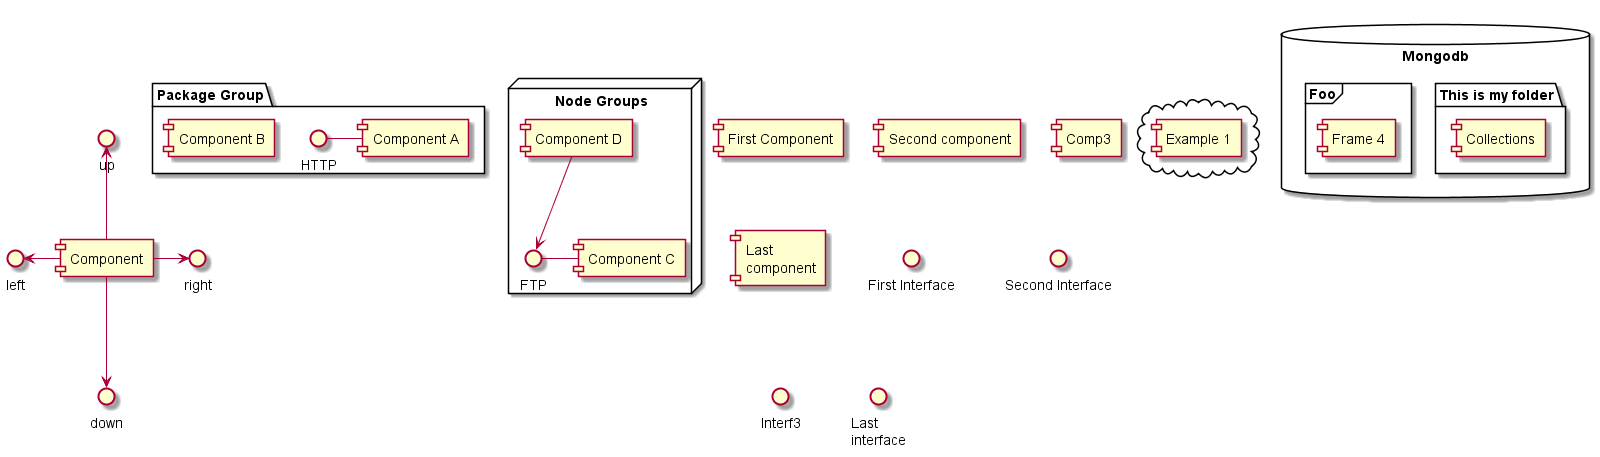 Mongodb
Package Group
Node Groups
Foo
This is my folder
Component B
Component A
Component D
First Component
Second component
Comp3
Example 1
Frame 4
Collections
up
HTTP
Component
Component C
Last
component
left
right
FTP
First Interface
Second Interface
down
Interf3
Last
interface